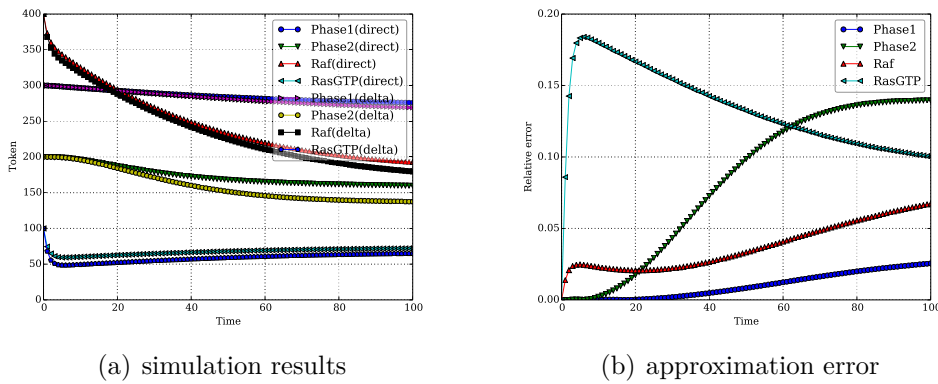 400
350
300
250
200
150
100
50
0
Token
0 20 40 60 80 100
Time
Phase1(direct)
Phase2(direct)
Raf(direct)
RasGTP(direct)
Phase1(delta)
Phase2(delta)
Raf(delta)
RasGTP(delta)
(a) simulation results
0.20
0.15
0.10
0.05
0.00
Relative error
0 20 40 60 80 100
Time
Phase1
Phase2
Raf
RasGTP
(b) approximation error